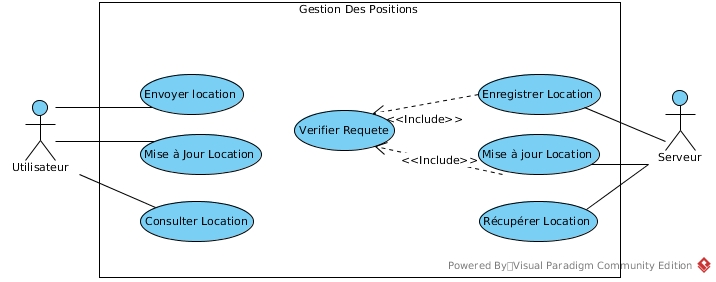 Gestion Des Positions
Envoyer location
Enregistrer Location
<<Include>>
Verifier Requete
Mise à Jour Location
<<Include>>
Mise à jour Location
Utilisateur
Serveur
Consulter Location
Récupérer Location
Powered By Visual Paradigm Community Edition